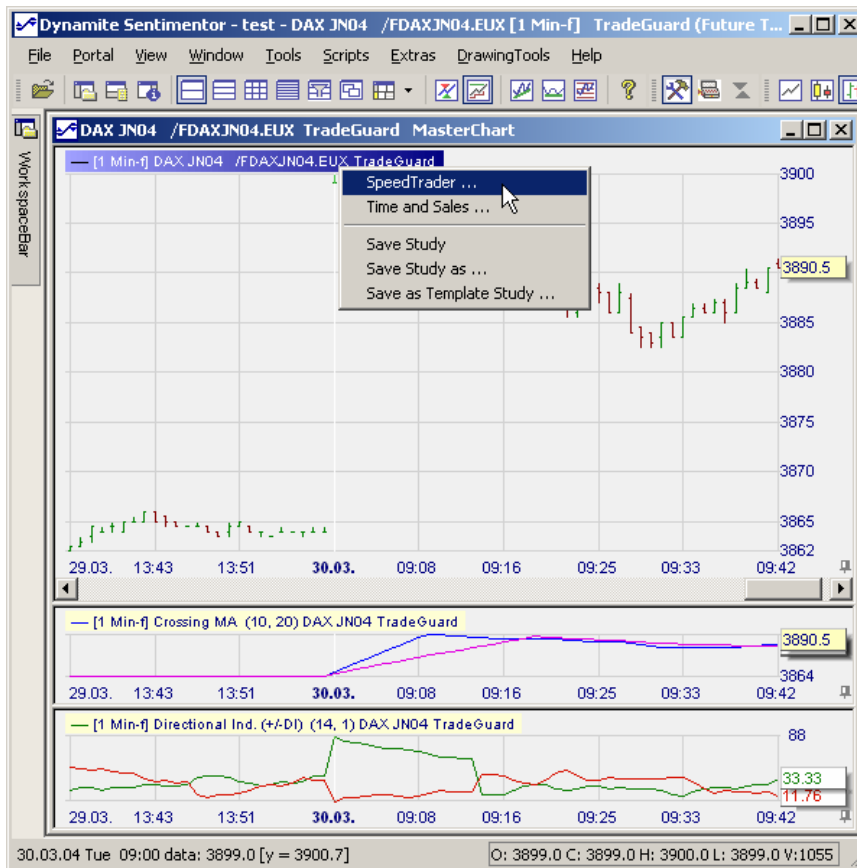 Dynamite Sentimentor - test - DAX JN04 /FDAXJN04.EUX [1 Min-f] TradeGuard (Future T...
File Portal View Window Tools Scripts Extras DrawingTools Help
WorkspaceBar
DAX JN04 /FDAXJN04.EUX TradeGuard MasterChart
[1 Min-f] DAX JN04 /FDAXJN04.EUX TradeGuard
SpeedTrader ...
Time and Sales ...
Save Study
Save Study as ...
Save as Template Study ...
3900
3895
3890.5
3885
3880
3875
3870
3865
3862
29.03. 13:43 13:51 30.03. 09:08 09:16 09:25 09:33 09:42
[1 Min-f] Crossing MA (10, 20) DAX JN04 TradeGuard
3890.5
3864
29.03. 13:43 13:51 30.03. 09:08 09:16 09:25 09:33 09:42
[1 Min-f] Directional Ind. (+/-DI) (14, 1) DAX JN04 TradeGuard
88
33.33
11.76
29.03. 13:43 13:51 30.03. 09:08 09:16 09:25 09:33 09:42
30.03.04 Tue 09:00 data: 3899.0 [y = 3900.7]
O: 3899.0 C: 3899.0 H: 3900.0 L: 3899.0 V:1055